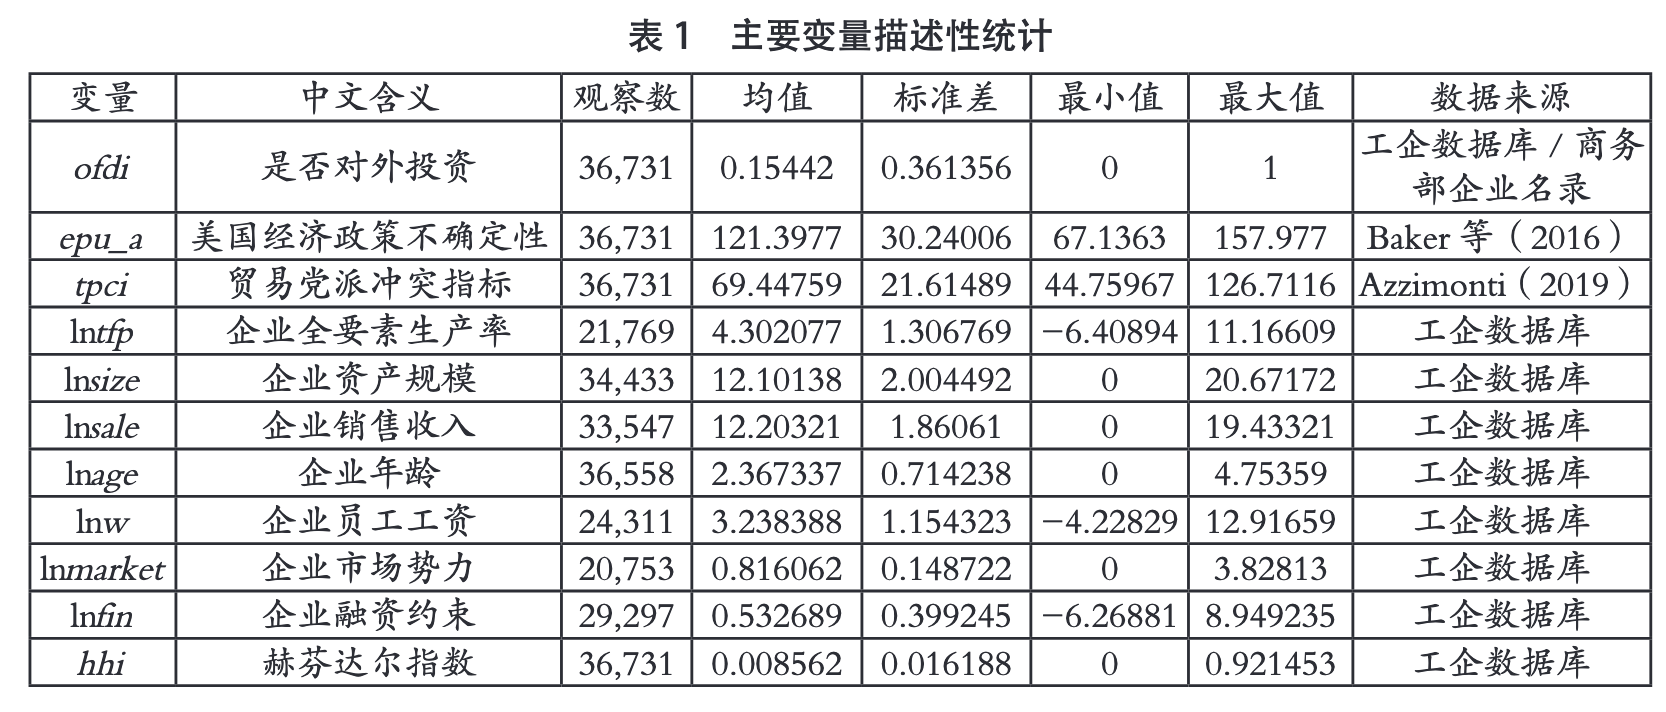 表 1 主要变量描述性统计
变量 中文含义 观察数 均值 标准差 最小值 最大值 数据来源
ofdi 是否对外投资 36,731 0.15442 0.361356 0 1 工企数据库 / 商务
部企业名录
epu_a 美国经济政策不确定性 36,731 121.3977 30.24006 67.1363 157.977 Baker 等（2016）
tpci 贸易党派冲突指标 36,731 69.44759 21.61489 44.75967 126.7116 Azzimonti（2019）
lntfp 企业全要素生产率 21,769 4.302077 1.306769 −6.40894 11.16609 工企数据库
lnsize 企业资产规模 34,433 12.10138 2.004492 0 20.67172 工企数据库
lnsale 企业销售收入 33,547 12.20321 1.86061 0 19.43321 工企数据库
lnage 企业年龄 36,558 2.367337 0.714238 0 4.75359 工企数据库
lnw 企业员工工资 24,311 3.238388 1.154323 −4.22829 12.91659 工企数据库
lnmarket 企业市场势力 20,753 0.816062 0.148722 0 3.82813 工企数据库
lnfin 企业融资约束 29,297 0.532689 0.399245 −6.26881 8.949235 工企数据库
hhi 赫芬达尔指数 36,731 0.008562 0.016188 0 0.921453 工企数据库